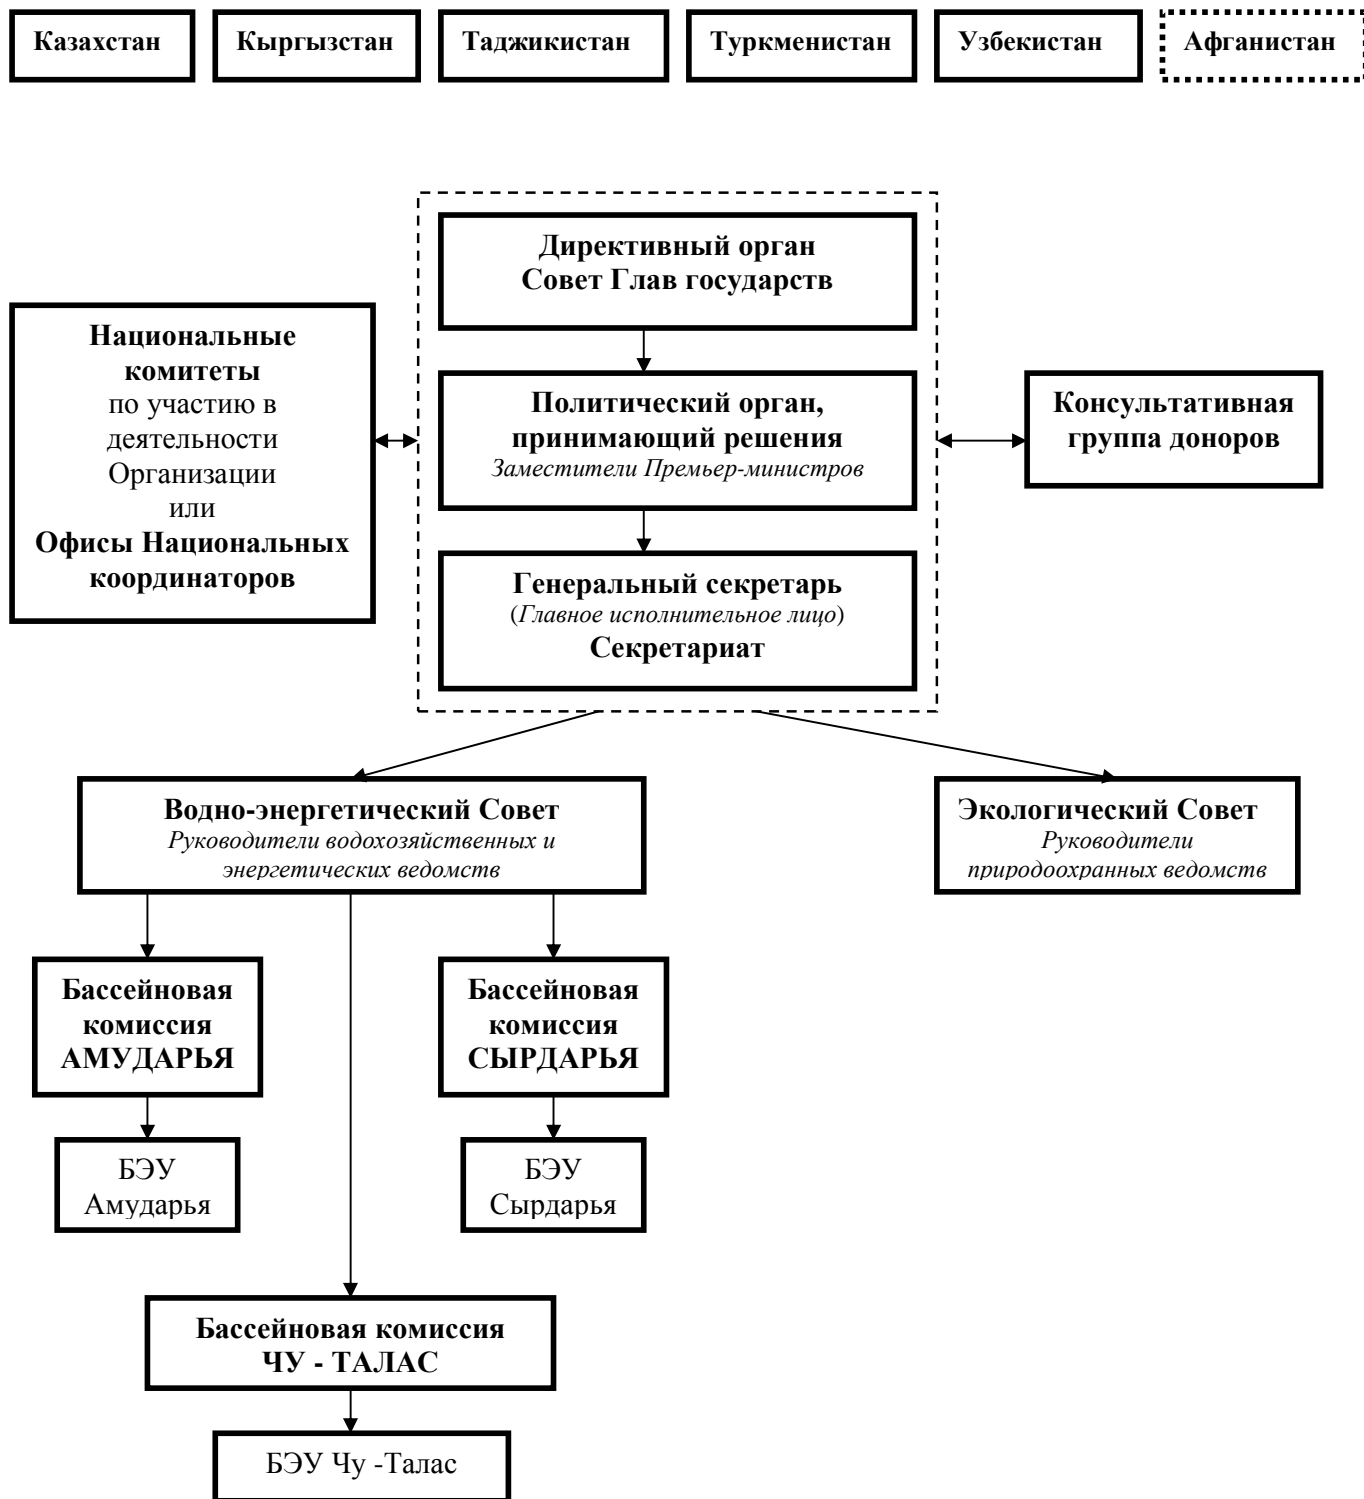 Казахстан
Кыргызстан
Таджикистан
Туркменистан
Узбекистан
Афганистан
Директивный орган
Совет Глав государств
Национальные
комитеты
по участию в
деятельности
Организации
или
Офисы Национальных
координаторов
Политический орган,
принимающий решения
Заместители Премьер-министров
Консультативная
группа доноров
Генеральный секретарь
(Главное исполнительное лицо)
Секретариат
Водно-энергетический Совет
Руководители водохозяйственных и
энергетических ведомств
Экологический Совет
Руководители
природоохранных ведомств
Бассейновая
комиссия
АМУДАРЬЯ
Бассейновая
комиссия
СЫРДАРЬЯ
БЭУ
Амударья
БЭУ
Сырдарья
Бассейновая комиссия
ЧУ - ТАЛАС
БЭУ Чу -Талас